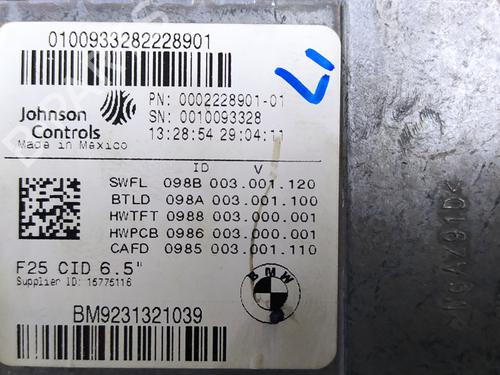 0100933282228901
Johnson
Controls
Made in Mexico
PN: 0002228901-01
SN: 0010093328
13:28:54 29:04:11
ID V
SWFL 098B 003.001.120
BTLD 098A 003.001.100
HWTFT 0988 003.000.001
HWPCB 0986 003.000.001
CAFD 0985 003.001.110
F25 CID 6.5"
Supplier ID: 15775116
BMW
BM9231321039